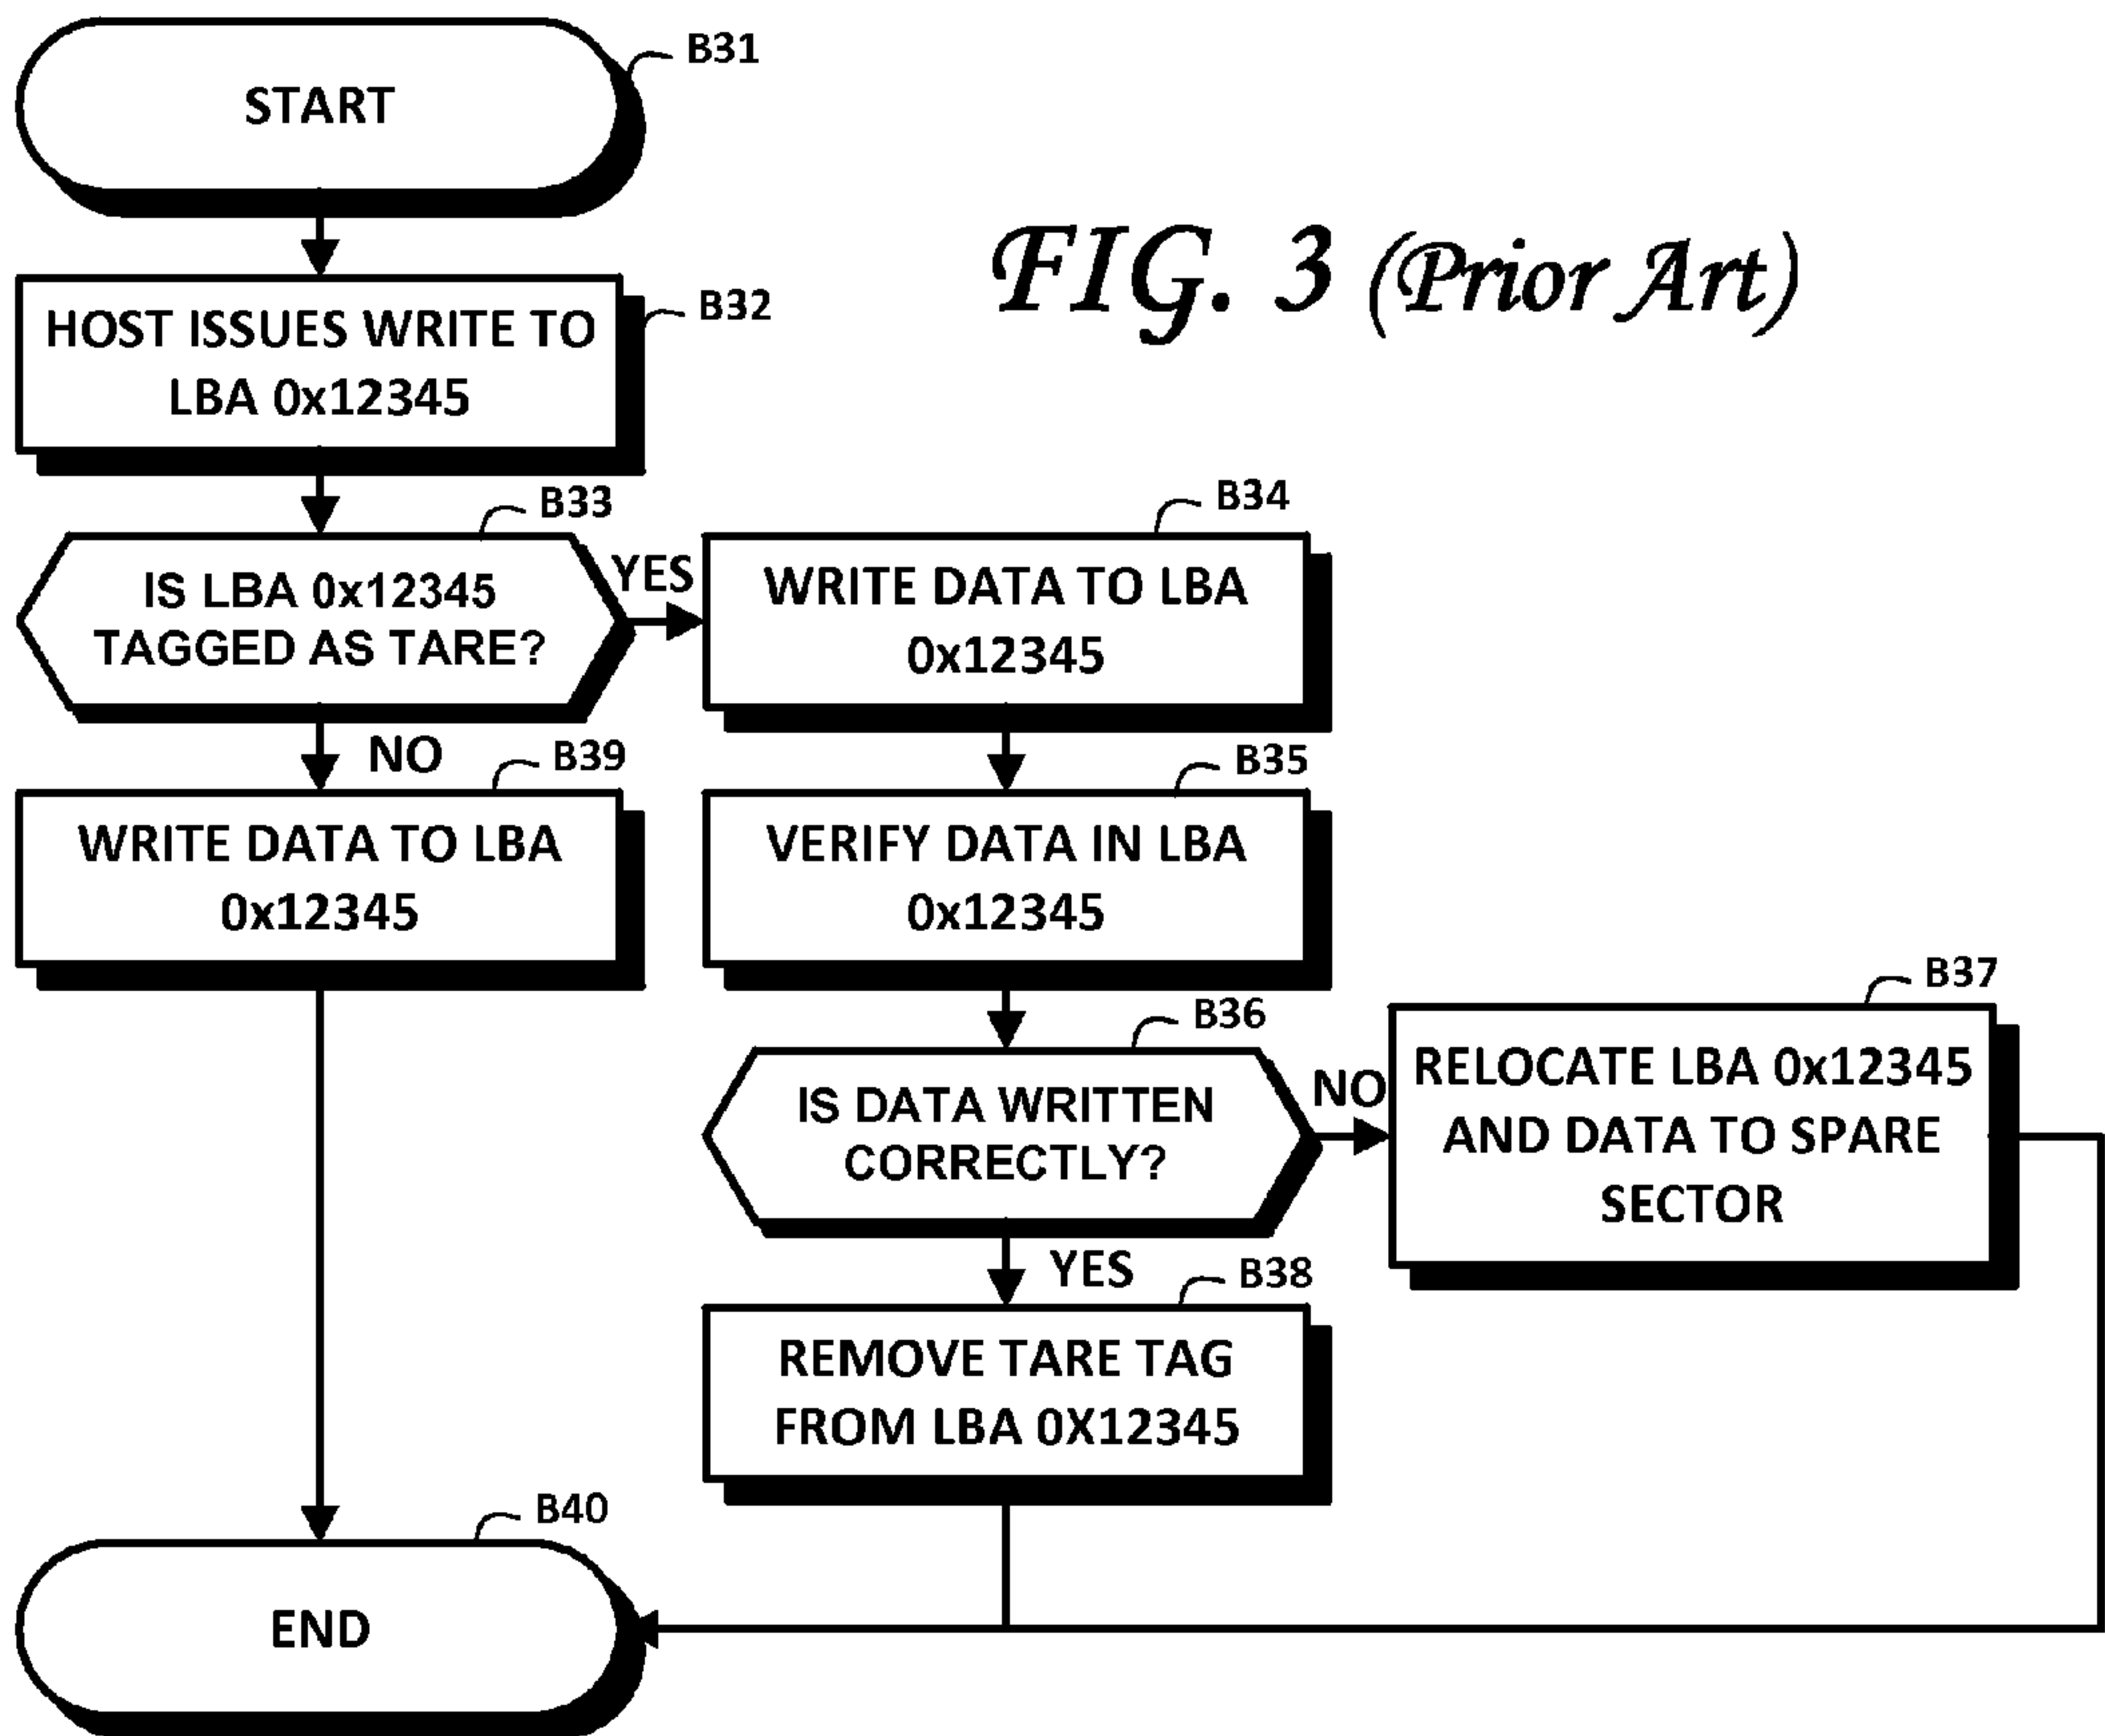 START
B31
FIG. 3 (Prior Art)
HOST ISSUES WRITE TO
LBA 0x12345
B32
IS LBA 0x12345
TAGGED AS TARE?
B33
YES
NO
WRITE DATA TO LBA
0x12345
B34
WRITE DATA TO LBA
0x12345
B39
VERIFY DATA IN LBA
0x12345
B35
IS DATA WRITTEN
CORRECTLY?
B36
NO
YES
RELOCATE LBA 0x12345
AND DATA TO SPARE
SECTOR
B37
REMOVE TARE TAG
FROM LBA 0X12345
B38
END
B40